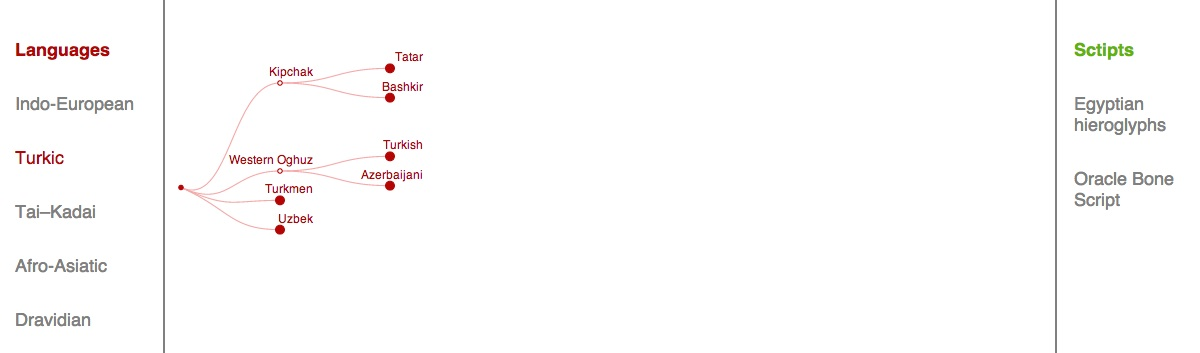 Languages
Indo-European
Turkic
Tai–Kadai
Afro-Asiatic
Dravidian
Tatar
Kipchak
Bashkir
Turkish
Western Oghuz
Azerbaijani
Turkmen
Uzbek
Sctipts
Egyptian
hieroglyphs
Oracle Bone
Script